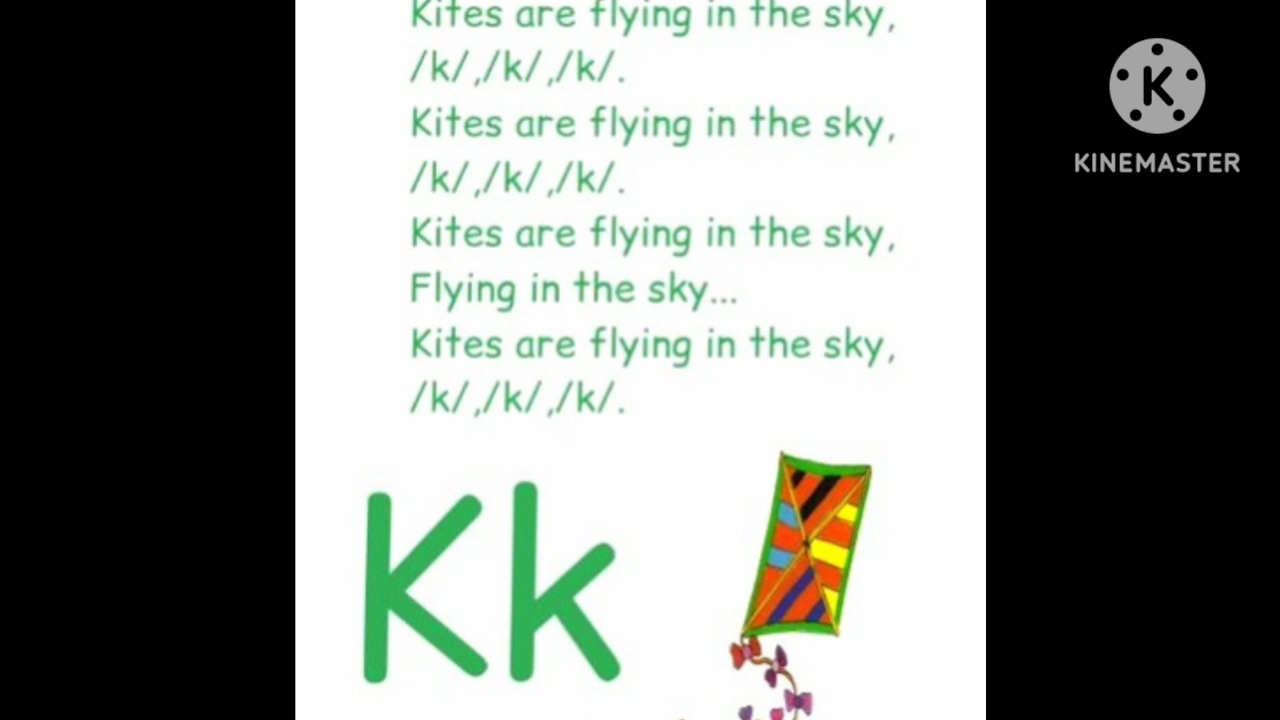 Kites are flying in the sky,
/k/,/k/,/k/.
Kites are flying in the sky,
/k/,/k/,/k/.
Kites are flying in the sky,
Flying in the sky...
Kites are flying in the sky,
/k/,/k/,/k/.
Kk
K
KINEMASTER